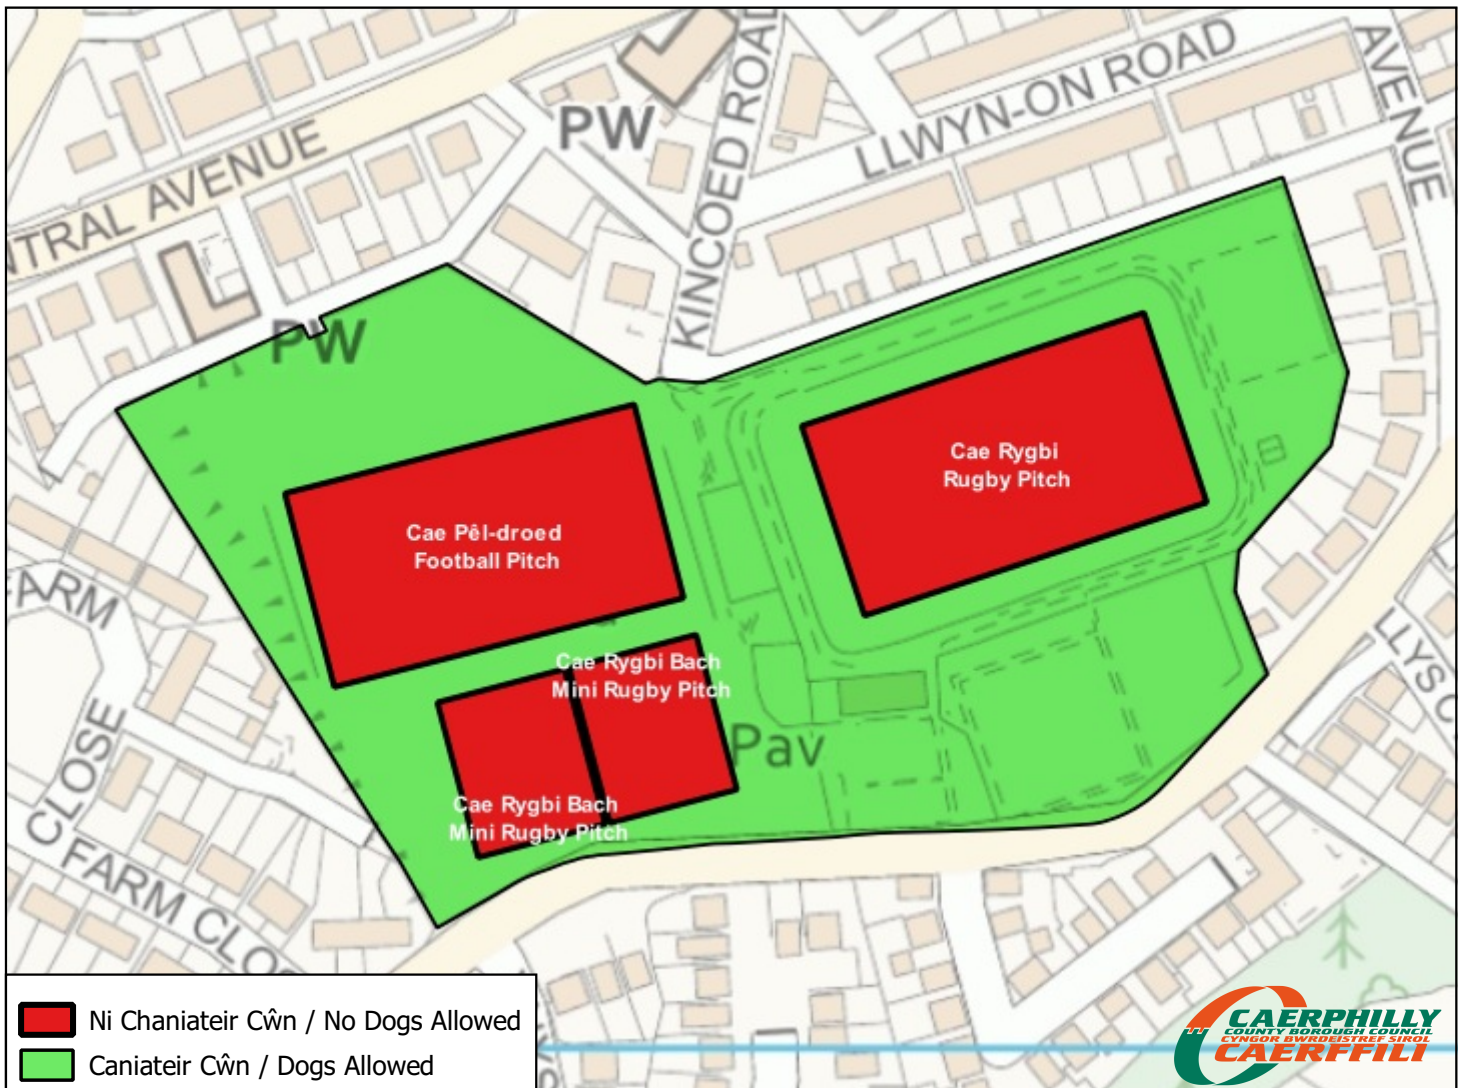 LLWYN-ON ROAD
AVENUE
KINCOED ROAD
PW
NTRAL AVENUE
PW
Cae Rygbi
Rugby Pitch
Cae Pêl-droed
Football Pitch
FARM
Cae Rygbi Bach
Mini Rugby Pitch
Pav
CLOSE
Cae Rygbi Bach
Mini Rugby Pitch
FARM CLOS
Ni Chaniateir Cŵn / No Dogs Allowed
Caniateir Cŵn / Dogs Allowed
CAERPHILLY
COUNTY BOROUGH COUNCIL
CYNGOR BWRDEISTREF SIROL
CAERFFILI